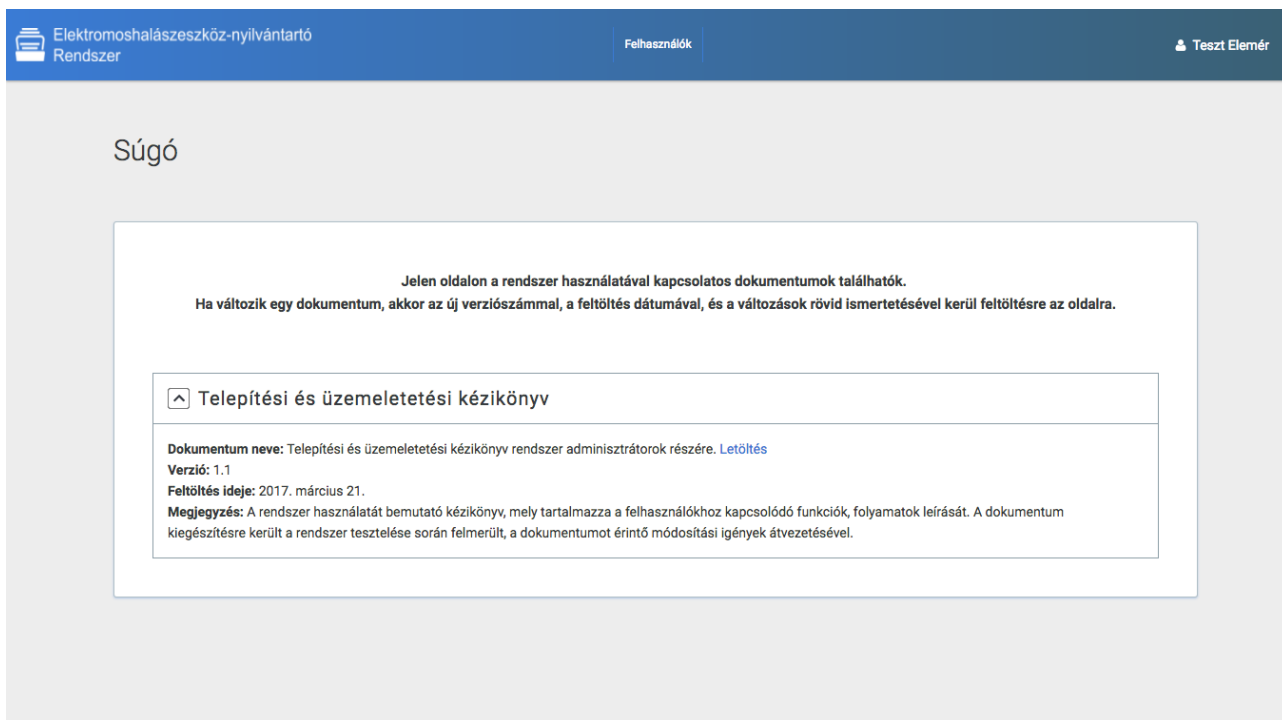 Elektromoshalászeszköz-nyilvántartó
Rendszer
Felhasználók
Teszt Elemér
Súgó
Jelen oldalon a rendszer használatával kapcsolatos dokumentumok találhatók.
Ha változik egy dokumentum, akkor az új verziószámmal, a feltöltés dátumával, és a változások rövid ismertetésével kerül feltöltésre az oldalra.
Telepítési és üzemeletetési kézikönyv
Dokumentum neve: Telepítési és üzemeletetési kézikönyv rendszer adminisztrátorok részére. Letöltés
Verzió: 1.1
Feltöltés ideje: 2017. március 21.
Megjegyzés: A rendszer használatát bemutató kézikönyv, mely tartalmazza a felhasználókhoz kapcsolódó funkciók, folyamatok leírását. A dokumentum
kiegészítésre került a rendszer tesztelése során felmerült, a dokumentumot érintő módosítási igények átvezetésével.